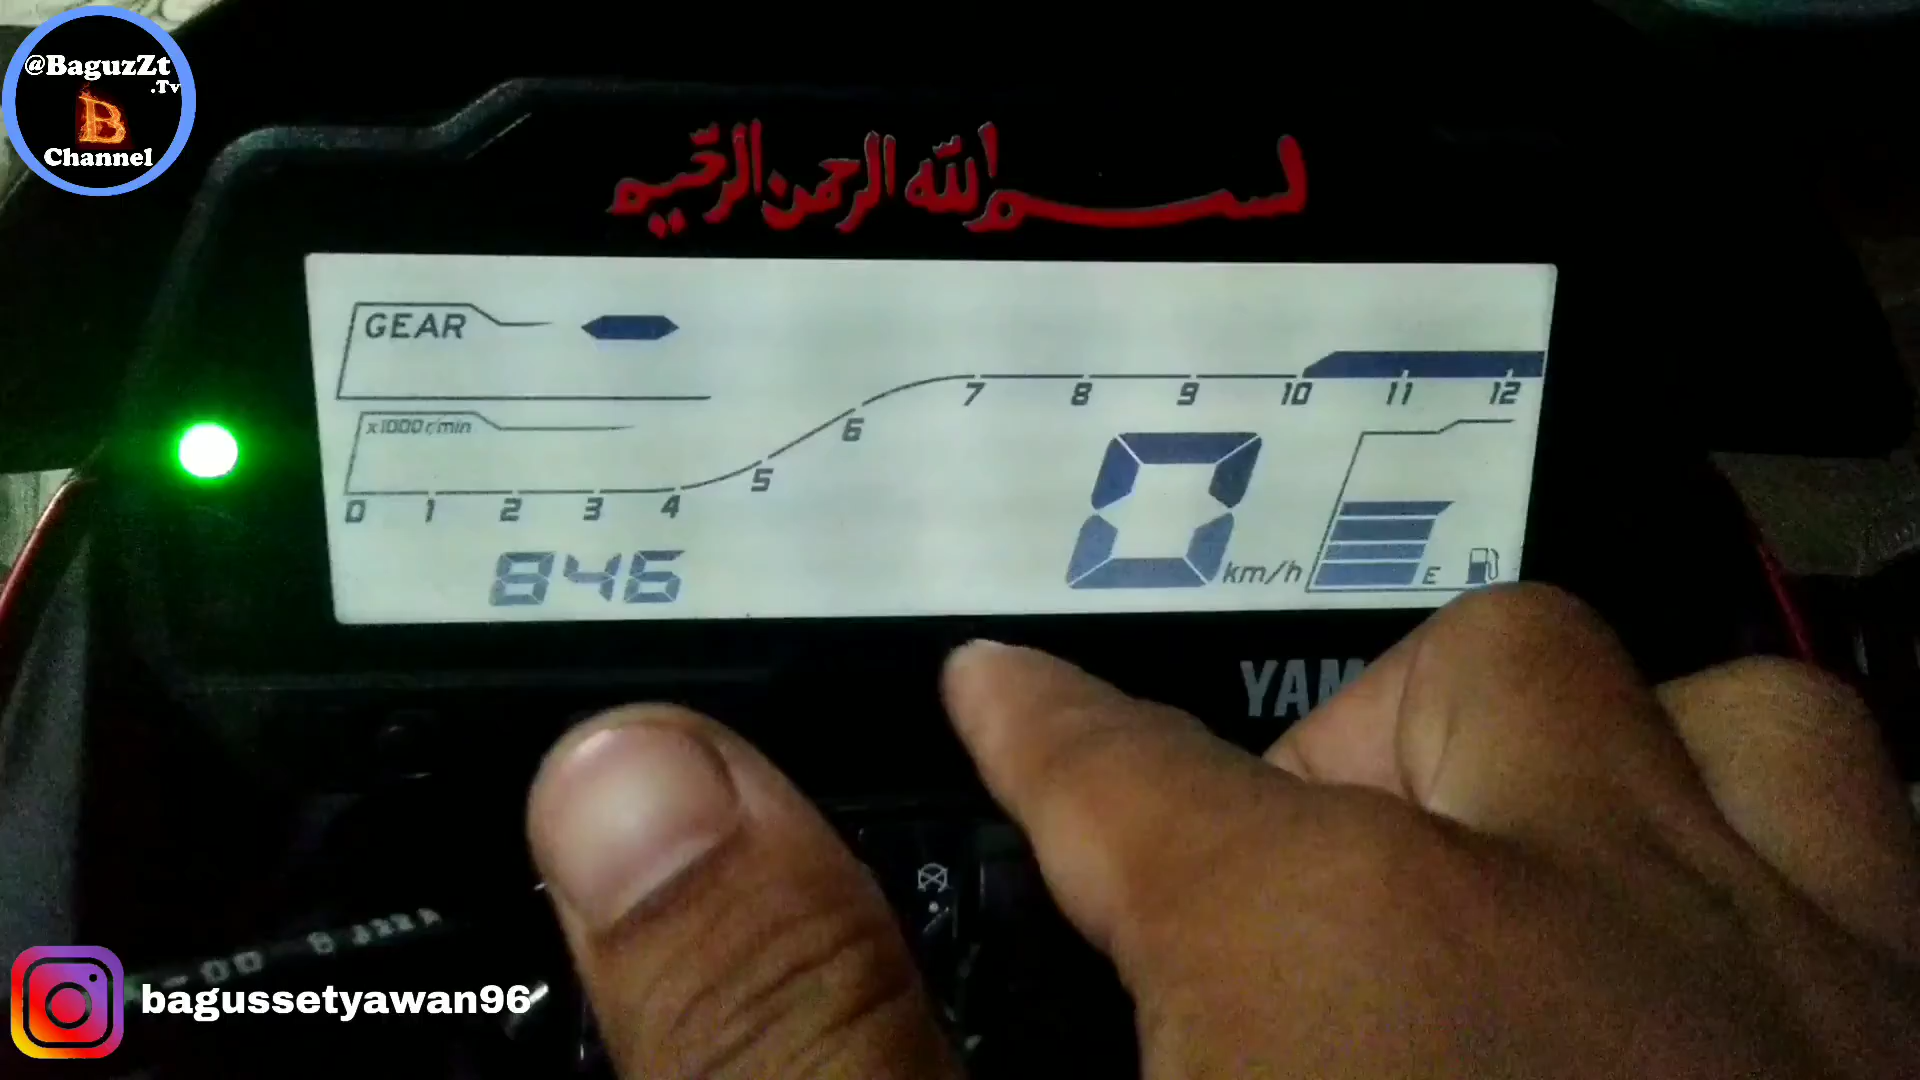 @BaguzZt
.Tv
B
Channel
بسم الله الرحمن الرحيم
GEAR
x1000 r/min
0 1 2 3 4 5 6 7 8 9 10 11 12
846
0 km/h
E
YAM
bagussetyawan96